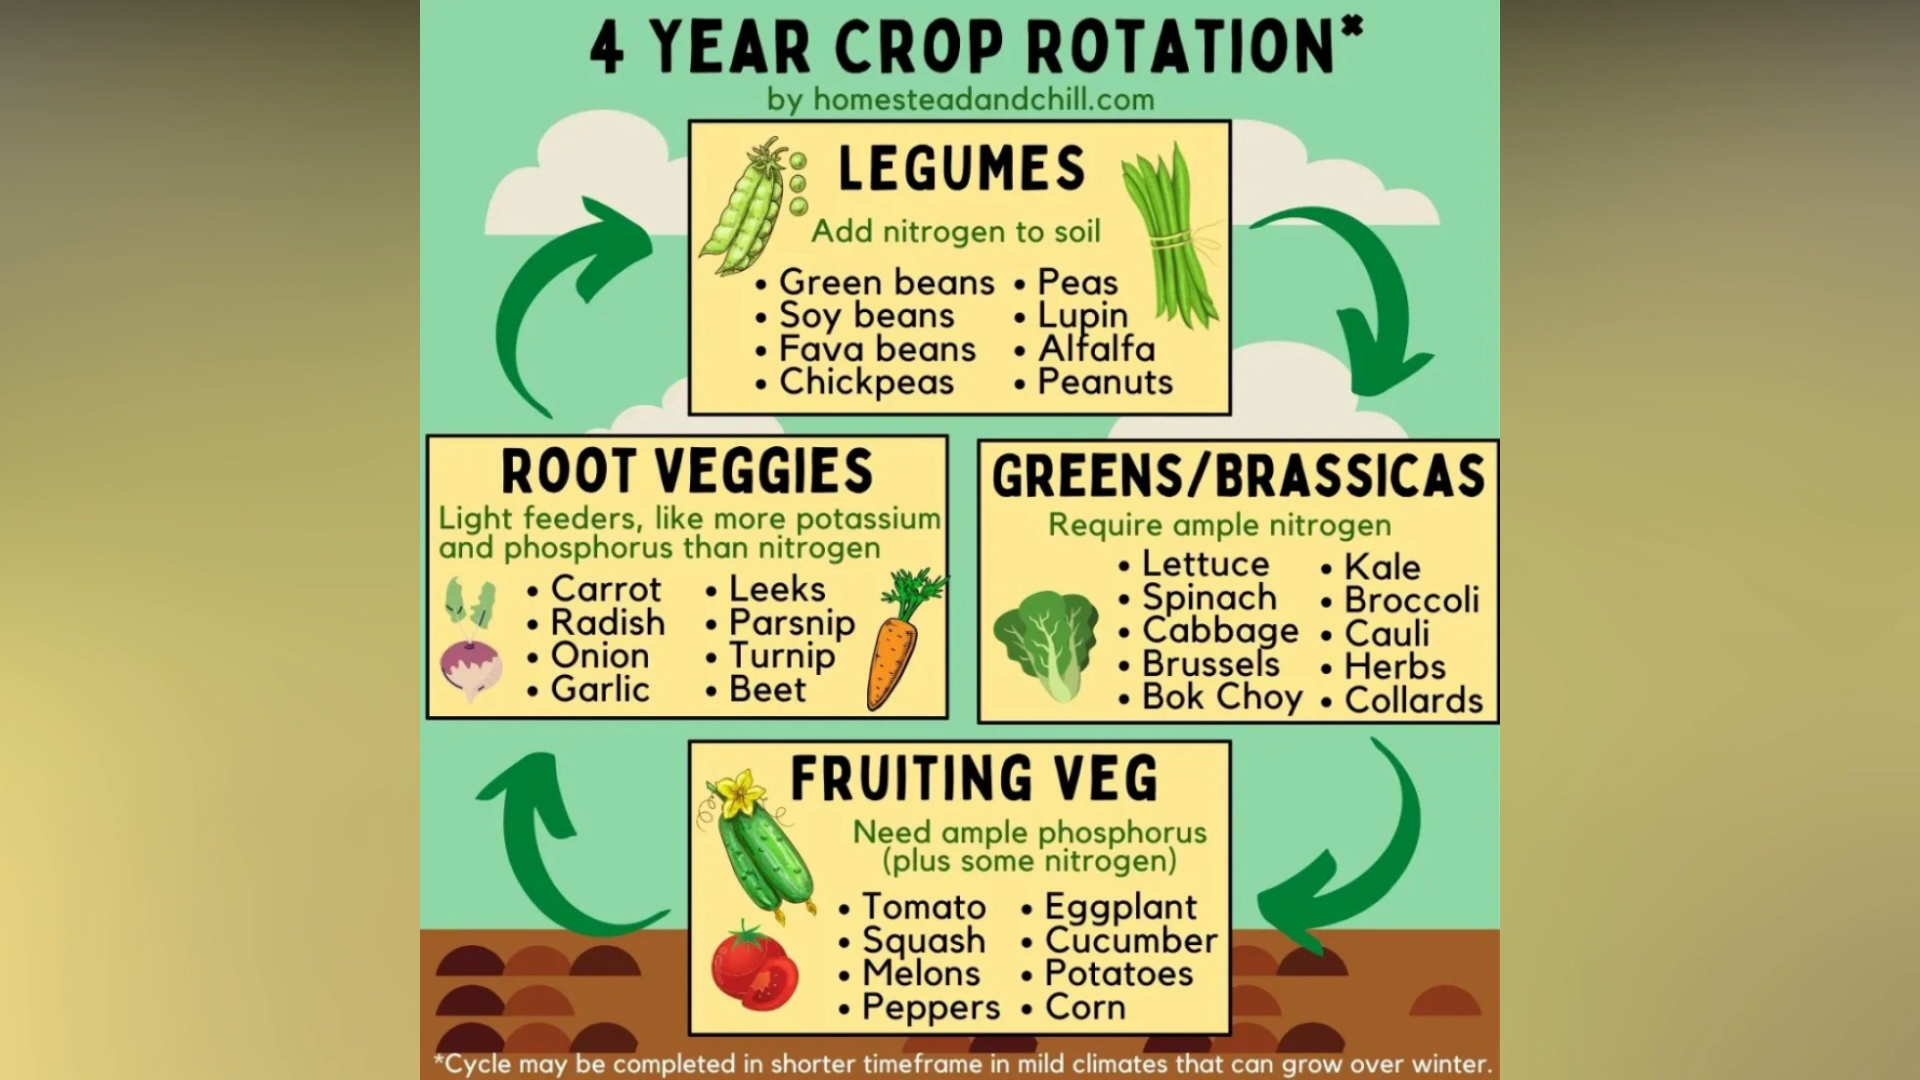 4 YEAR CROP ROTATION*
by homesteadandchill.com
LEGUMES
Add nitrogen to soil
• Green beans
• Soy beans
• Fava beans
• Chickpeas
• Peas
• Lupin
• Alfalfa
• Peanuts
ROOT VEGGIES
Light feeders, like more potassium
and phosphorus than nitrogen
• Carrot
• Radish
• Onion
• Garlic
• Leeks
• Parsnip
• Turnip
• Beet
GREENS/BRASSICAS
Require ample nitrogen
• Lettuce
• Spinach
• Cabbage
• Brussels
• Bok Choy
• Kale
• Broccoli
• Cauli
• Herbs
• Collards
FRUITING VEG
Need ample phosphorus
(plus some nitrogen)
• Tomato
• Squash
• Melons
• Peppers
• Eggplant
• Cucumber
• Potatoes
• Corn
*Cycle may be completed in shorter timeframe in mild climates that can grow over winter.